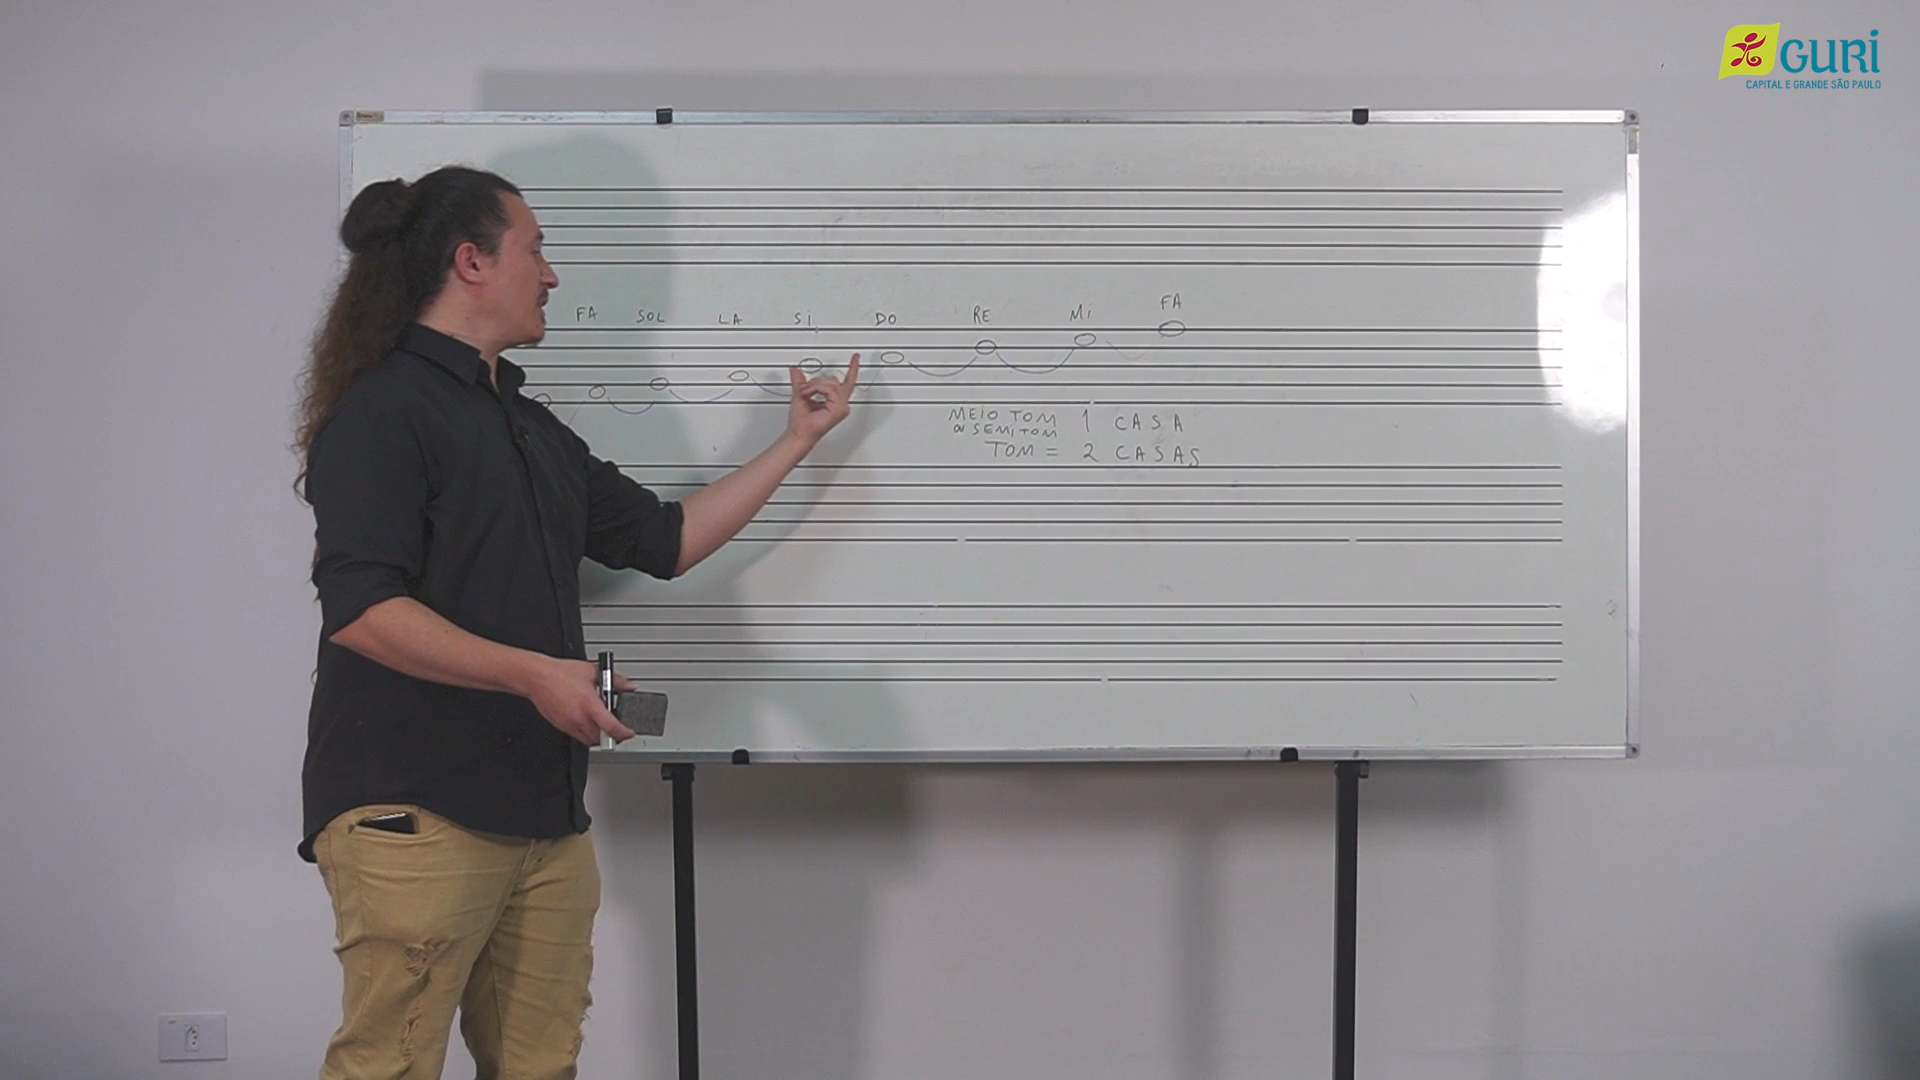 GURI
CAPITAL E GRANDE SÃO PAULO
FA SOL LA SI DO RE MI FA
MEIO TOM 1 CASA
OU SEMITOM
TOM = 2 CASAS